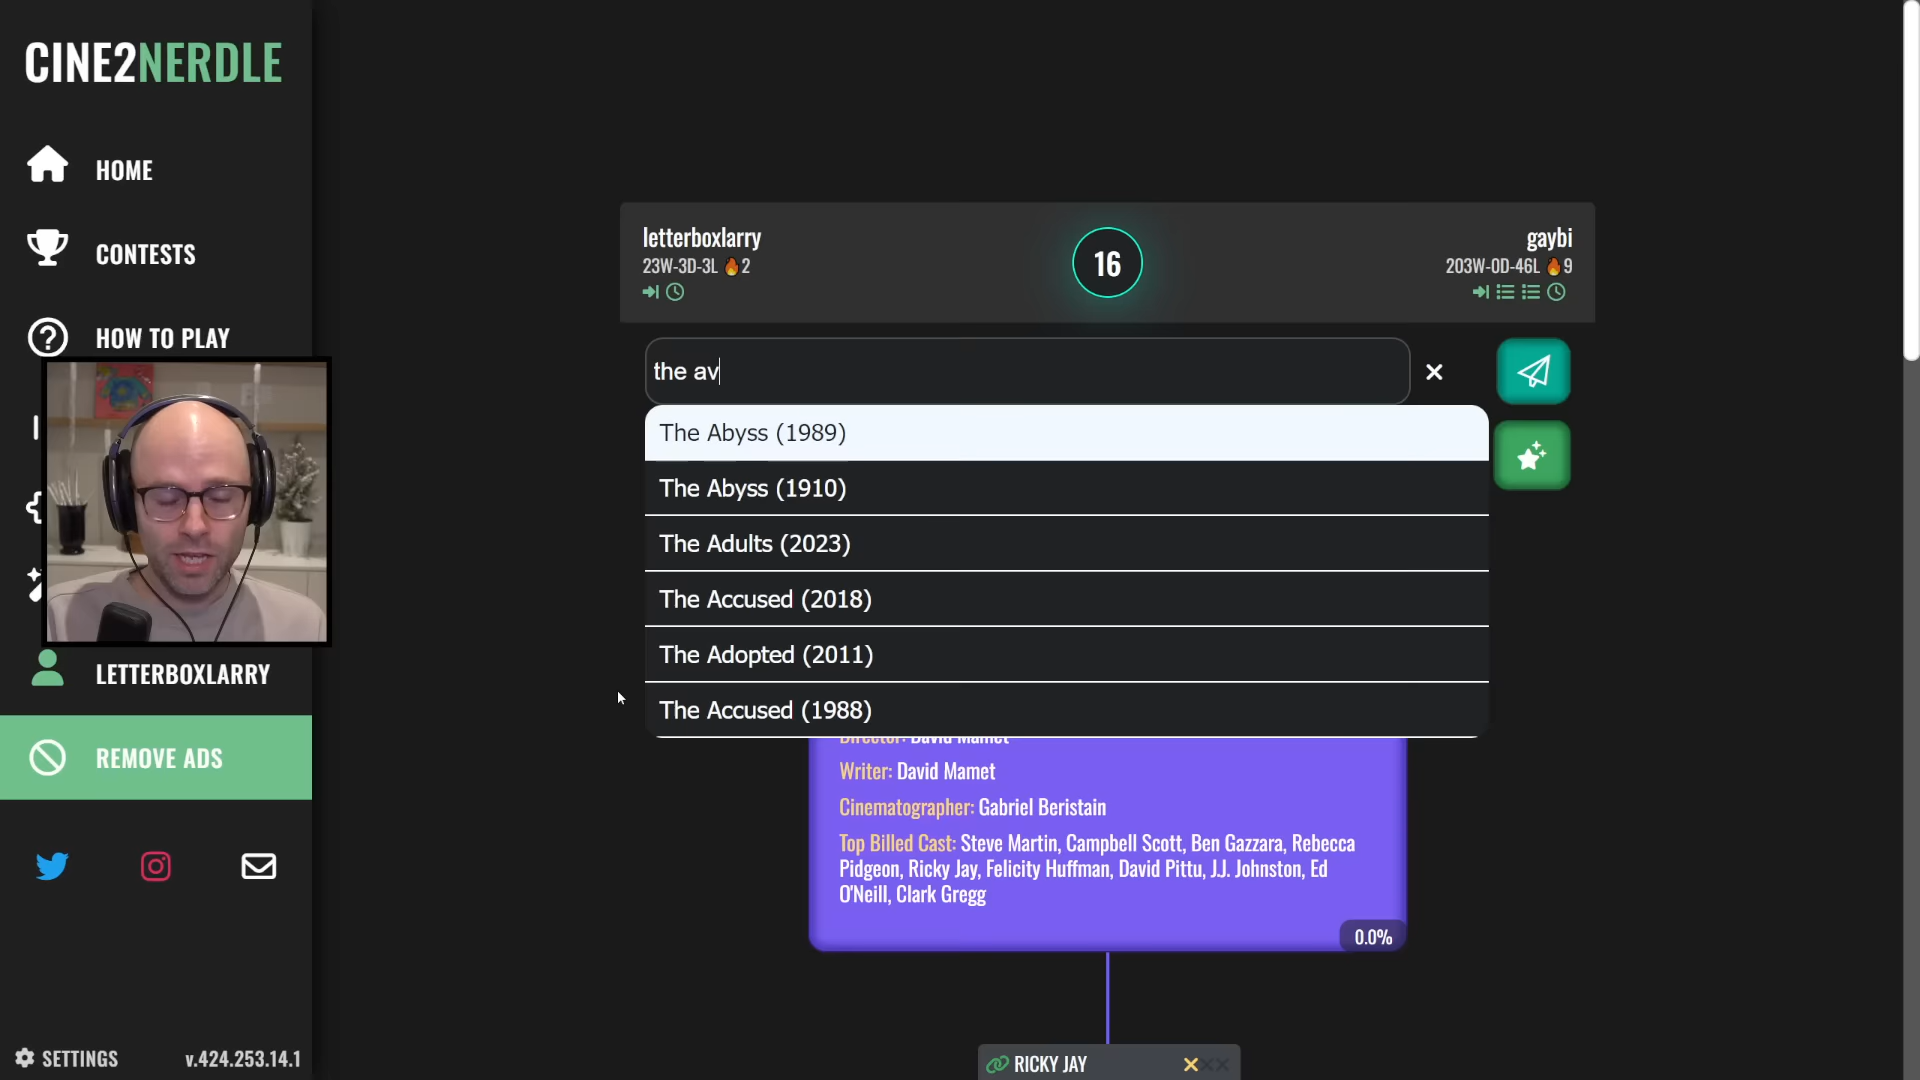 CINE2NERDLE
HOME
CONTESTS
HOW TO PLAY
LETTERBOXLARRY
REMOVE ADS
SETTINGS
v.424.253.14.1
letterboxlarry
23W-3D-3L 2
16
gaybi
203W-0D-46L 9
the av
The Abyss (1989)
The Abyss (1910)
The Adults (2023)
The Accused (2018)
The Adopted (2011)
The Accused (1988)
Director: David Mamet
Writer: David Mamet
Cinematographer: Gabriel Beristain
Top Billed Cast: Steve Martin, Campbell Scott, Ben Gazzara, Rebecca
Pidgeon, Ricky Jay, Felicity Huffman, David Pittu, J.J. Johnston, Ed
O'Neill, Clark Gregg
0.0%
RICKY JAY